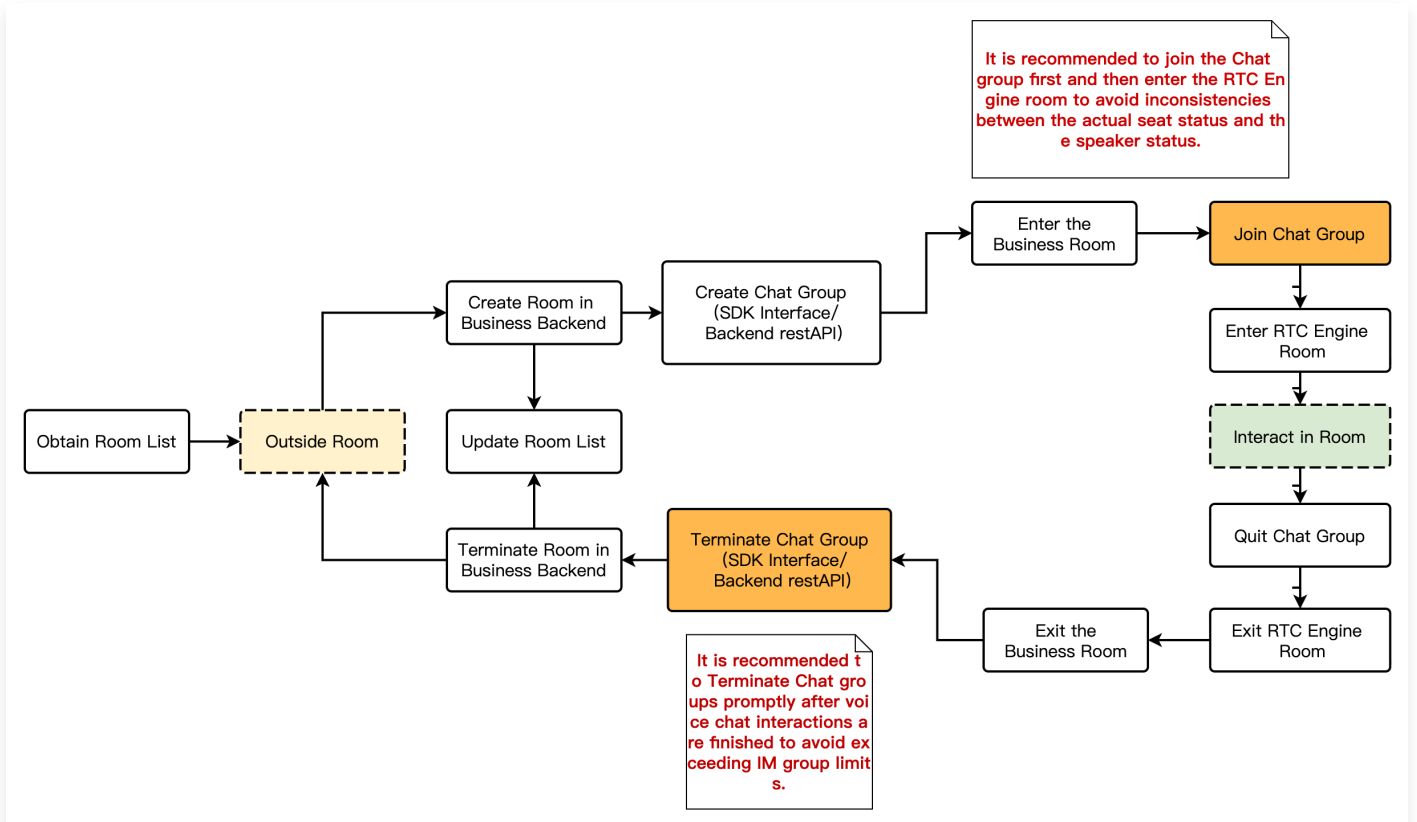 It is recommended to join the Chat
group first and then enter the RTC En
gine room to avoid inconsistencies
between the actual seat status and th
e speaker status.
Enter the
Business Room
Join Chat Group
Create Room in
Business Backend
Create Chat Group
(SDK Interface/
Backend restAPI)
Enter RTC Engine
Room
Obtain Room List
Outside Room
Update Room List
Interact in Room
Terminate Room in
Business Backend
Terminate Chat Group
(SDK Interface/
Backend restAPI)
Quit Chat Group
Exit the
Business Room
Exit RTC Engine
Room
It is recommended t
o Terminate Chat gro
ups promptly after voi
ce chat interactions a
re finished to avoid ex
ceeding IM group limit
s.